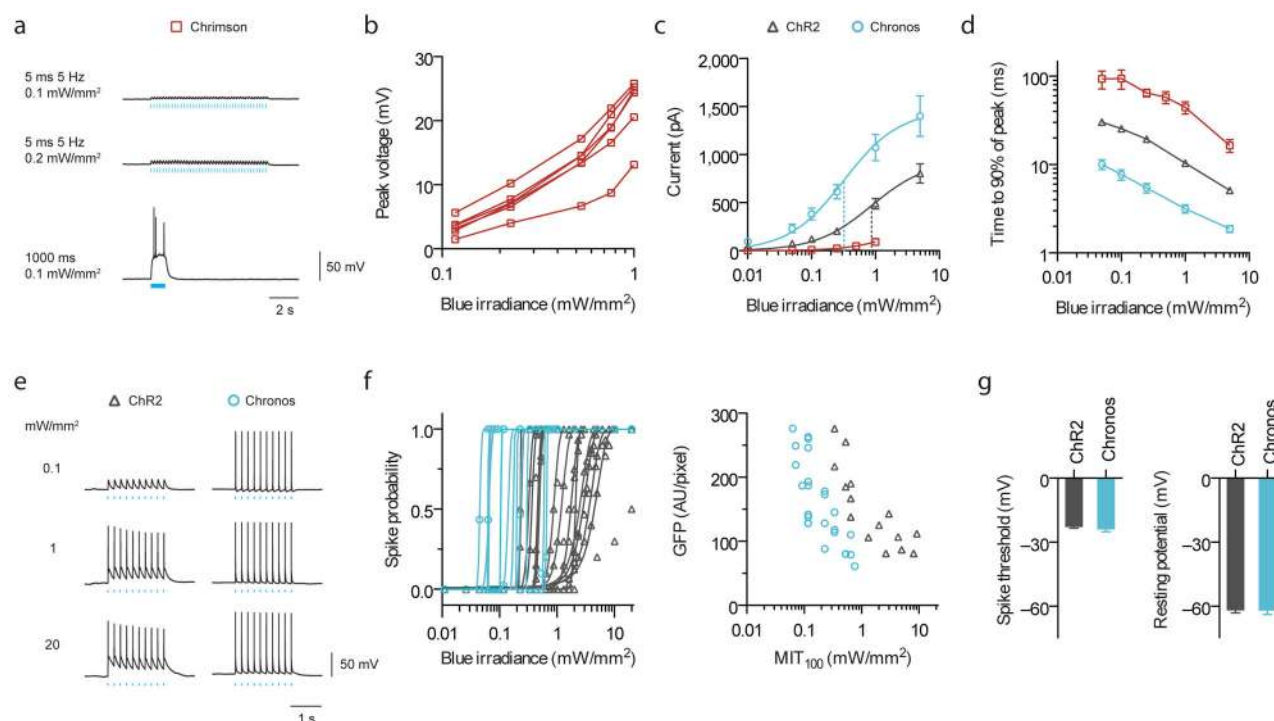 a
Chrimson
5 ms 5 Hz
0.1 mW/mm²
5 ms 5 Hz
0.2 mW/mm²
1000 ms
0.1 mW/mm²
50 mV
2 s
b
30
20
10
0
Peak voltage (mV)
0.1
1
Blue irradiance (mW/mm²)
c
ChR2
Chronos
2,000
1,500
1,000
500
0
Current (pA)
0.01
0.1
1
10
Blue irradiance (mW/mm²)
d
100
10
1
Time to 90% of peak (ms)
0.01
0.1
1
10
Blue irradiance (mW/mm²)
e
ChR2
Chronos
mW/mm²
0.1
1
20
50 mV
1 s
f
1.0
0.5
0.0
Spike probability
0.01
0.1
1
10
Blue irradiance (mW/mm²)
300
250
200
150
100
50
0
GFP (AU/pixel)
0.01
0.1
1
10
MIT₁₀₀ (mW/mm²)
g
ChR2
Chronos
0
–30
–60
Spike threshold (mV)
ChR2
Chronos
0
–30
–60
Resting potential (mV)